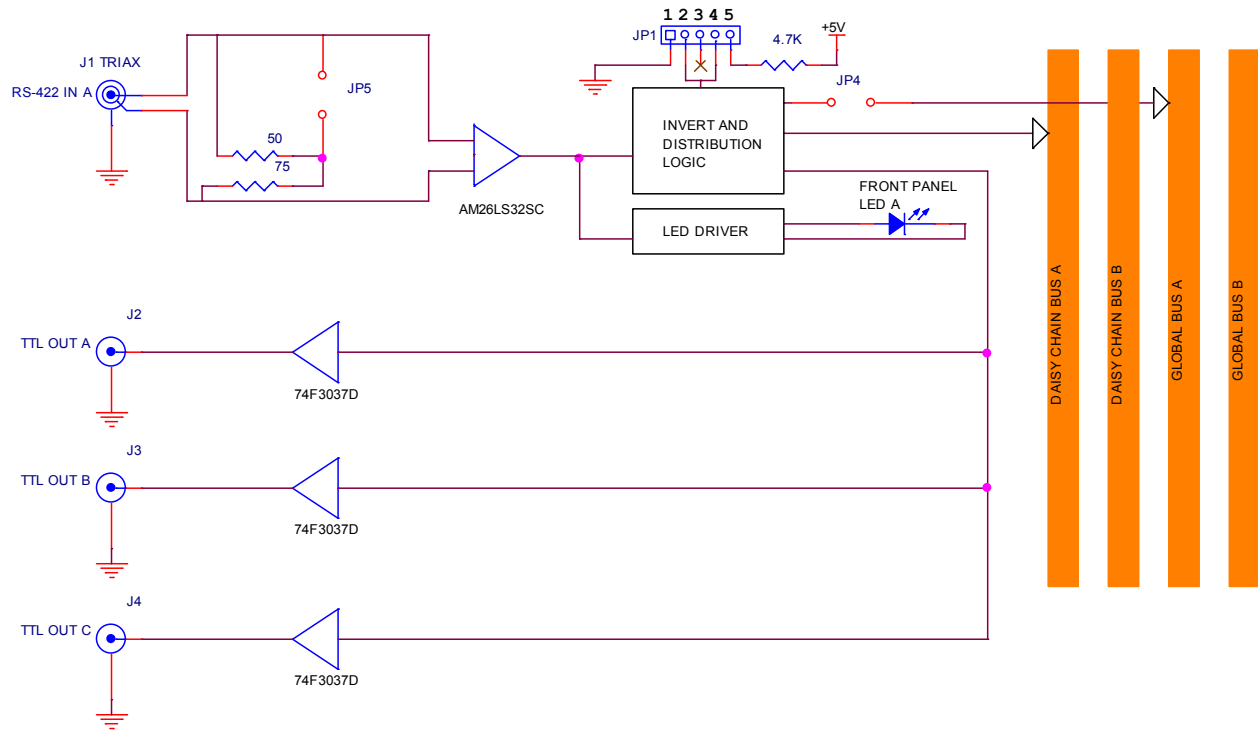 1 2 3 4 5
JP1
4.7K
+5V
J1 TRIAX
RS-422 IN A
JP5
JP4
50
75
INVERT AND
DISTRIBUTION
LOGIC
AM26LS32SC
FRONT PANEL
LED A
LED DRIVER
DAISY CHAIN BUS A
DAISY CHAIN BUS B
GLOBAL BUS A
GLOBAL BUS B
J2
TTL OUT A
74F3037D
J3
TTL OUT B
74F3037D
J4
TTL OUT C
74F3037D